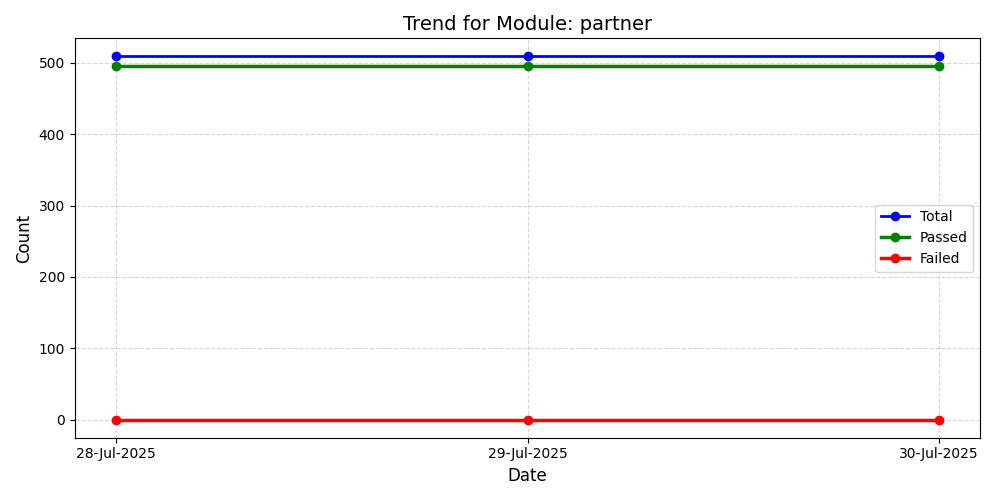 Trend for Module: partner
Count
500
400
300
200
100
0
Total
Passed
Failed
28-Jul-2025
29-Jul-2025
30-Jul-2025
Date